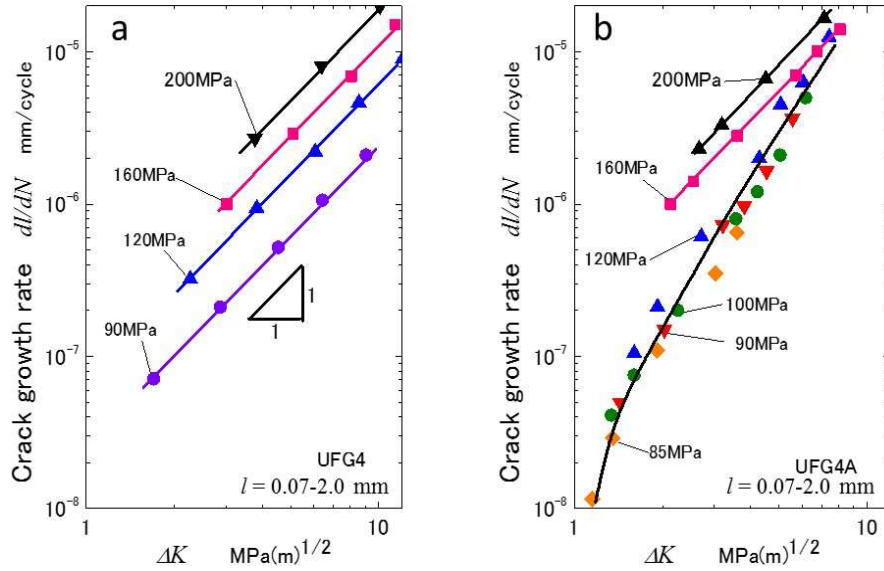 a
10⁻⁵
10⁻⁶
10⁻⁷
10⁻⁸
Crack growth rate dl/dN mm/cycle
200MPa
160MPa
120MPa
90MPa
1
1
UFG4
l = 0.07-2.0 mm
1
10
ΔK MPa(m)^1/2
b
10⁻⁵
10⁻⁶
10⁻⁷
10⁻⁸
Crack growth rate dl/dN mm/cycle
200MPa
160MPa
120MPa
100MPa
90MPa
85MPa
UFG4A
l = 0.07-2.0 mm
1
10
ΔK MPa(m)^1/2